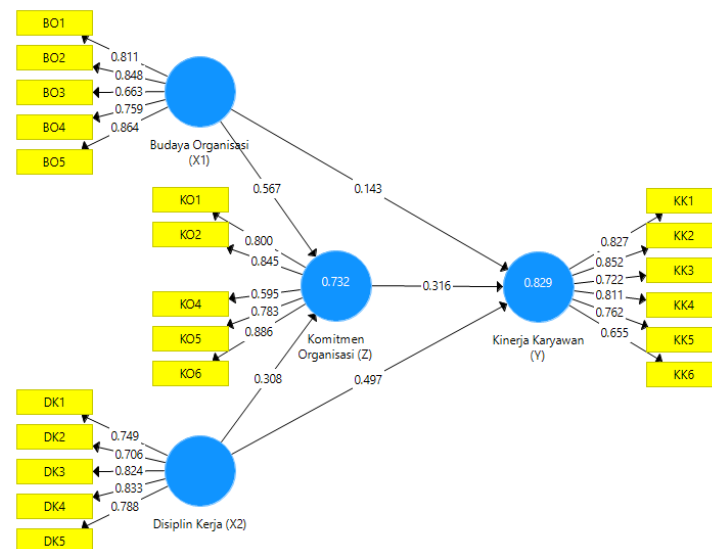 BO1
BO2
BO3
BO4
BO5
0.811
0.848
0.663
0.759
0.864
Budaya Organisasi
(X1)
0.567
0.143
KO1
KO2
KO4
KO5
KO6
0.800
0.845
0.595
0.783
0.886
0.732
Komitmen
Organisasi (Z)
0.316
0.829
Kinerja Karyawan
(Y)
0.827
0.852
0.722
0.811
0.762
0.655
KK1
KK2
KK3
KK4
KK5
KK6
0.308
0.497
DK1
DK2
DK3
DK4
DK5
0.749
0.706
0.824
0.833
0.788
Disiplin Kerja (X2)